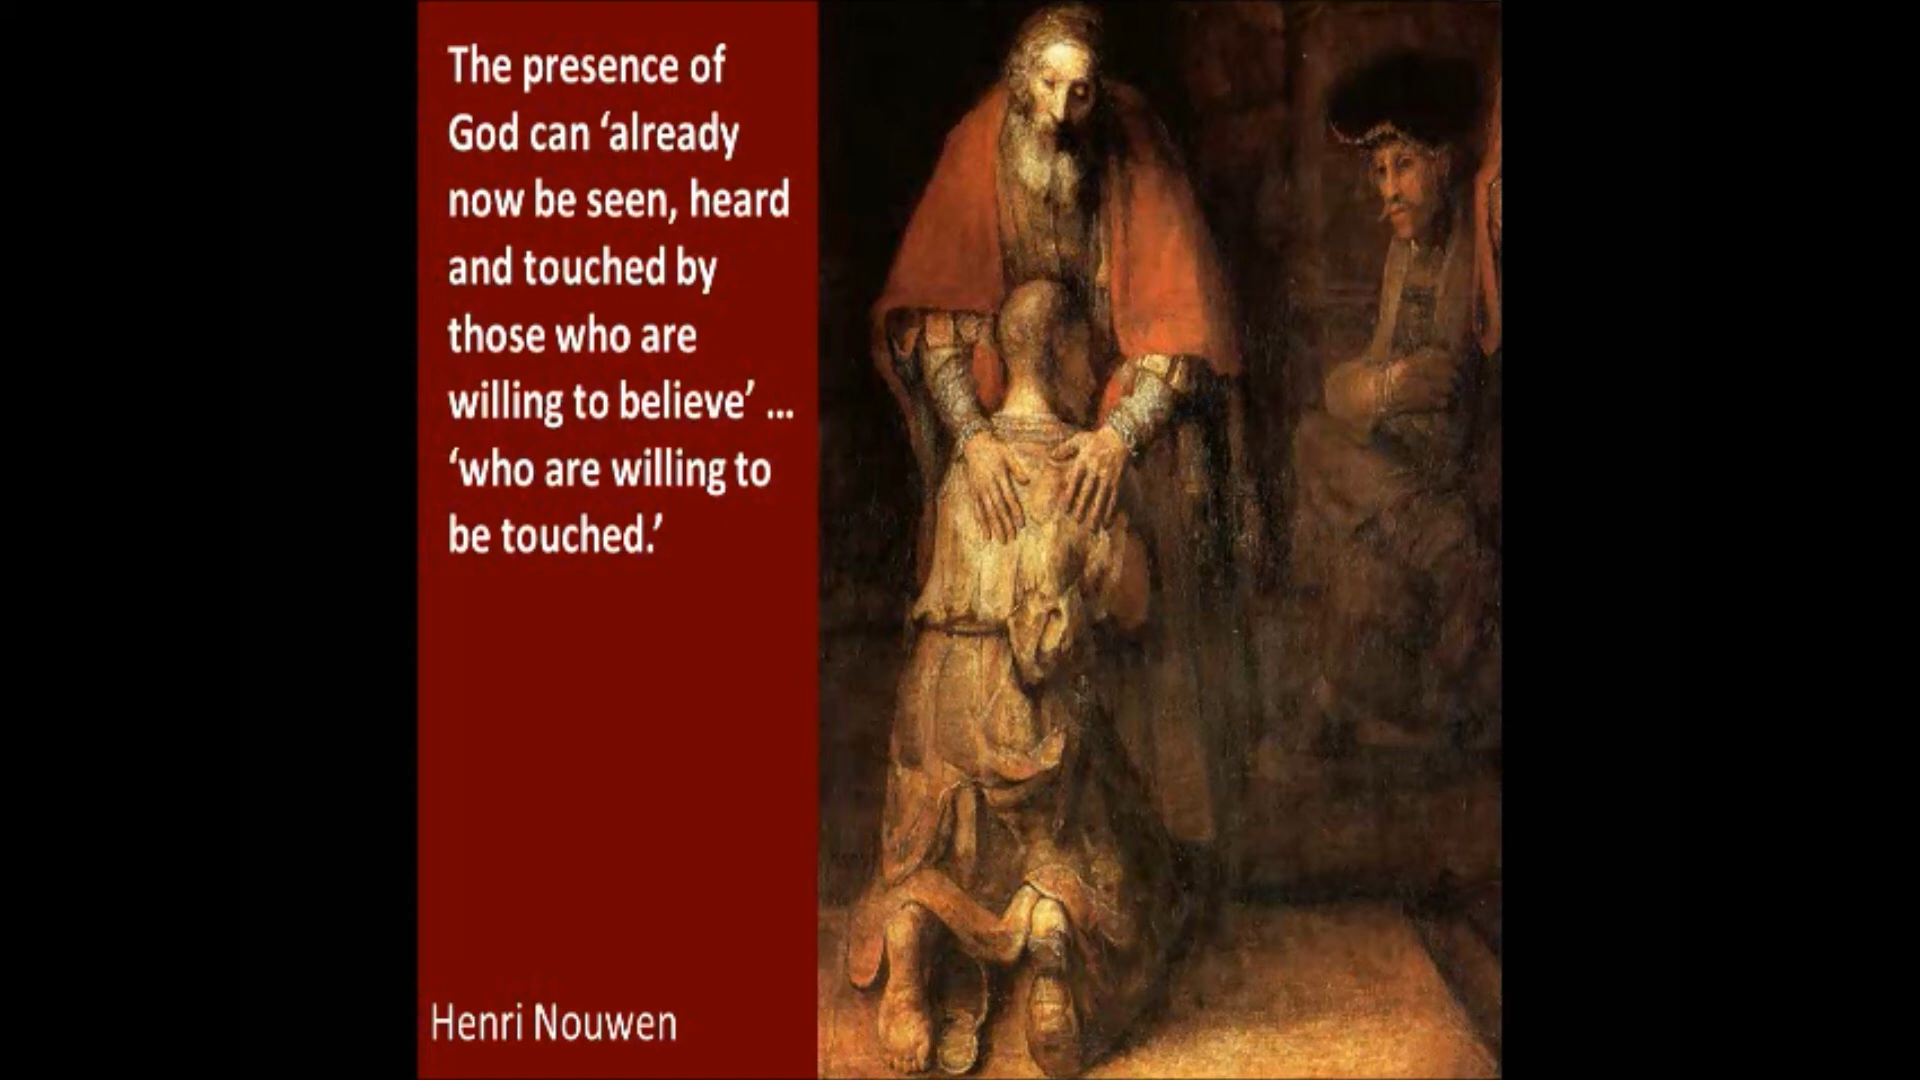 The presence of
God can ‘already
now be seen, heard
and touched by
those who are
willing to believe’ ...
‘who are willing to
be touched.’
Henri Nouwen